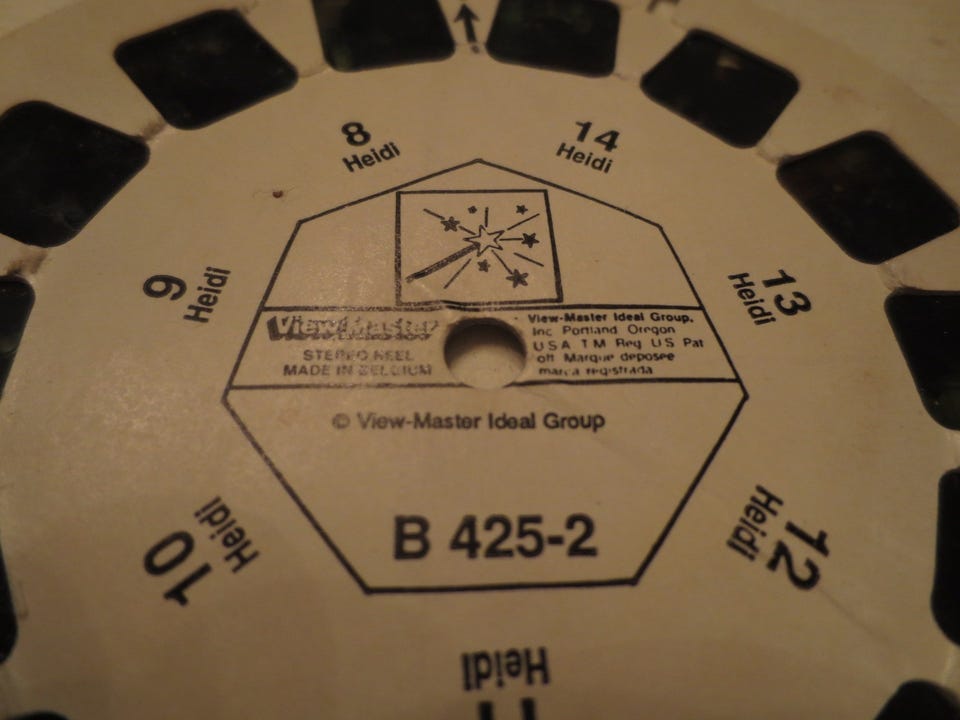 8
Heidi
14
Heidi
9
Heidi
13
Heidi
View-Master
STEREO REEL
MADE IN BELGIUM
View-Master Ideal Group,
Inc Portland Oregon
USA TM Reg US Pat
off Marque deposee
marca registrada
© View-Master Ideal Group
B 425-2
10
Heidi
12
Heidi
Heidi
11